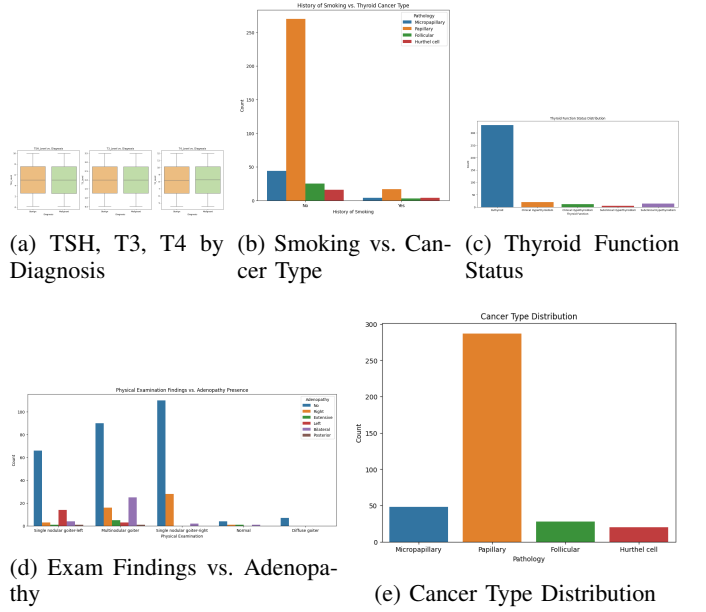 History of Smoking vs. Thyroid Cancer Type
Pathology
Micropapillary
Papillary
Follicular
Hurthel cell
Count
250
200
150
100
50
0
No
Yes
History of Smoking
(a) TSH, T3, T4 by
Diagnosis
(b) Smoking vs. Can-
cer Type
Thyroid Function Status Distribution
(c) Thyroid Function
Status
Physical Examination Findings vs. Adenopathy Presence
Adenopathy
No
Right
Extensive
Left
Bilateral
Posterior
Count
100
80
60
40
20
0
Single nodular goiter-left
Multinodular goiter
Single nodular goiter-right
Normal
Diffuse goiter
Physical Examination
(d) Exam Findings vs. Adenopa-
thy
Cancer Type Distribution
Count
300
250
200
150
100
50
0
Micropapillary
Papillary
Follicular
Hurthel cell
Pathology
(e) Cancer Type Distribution